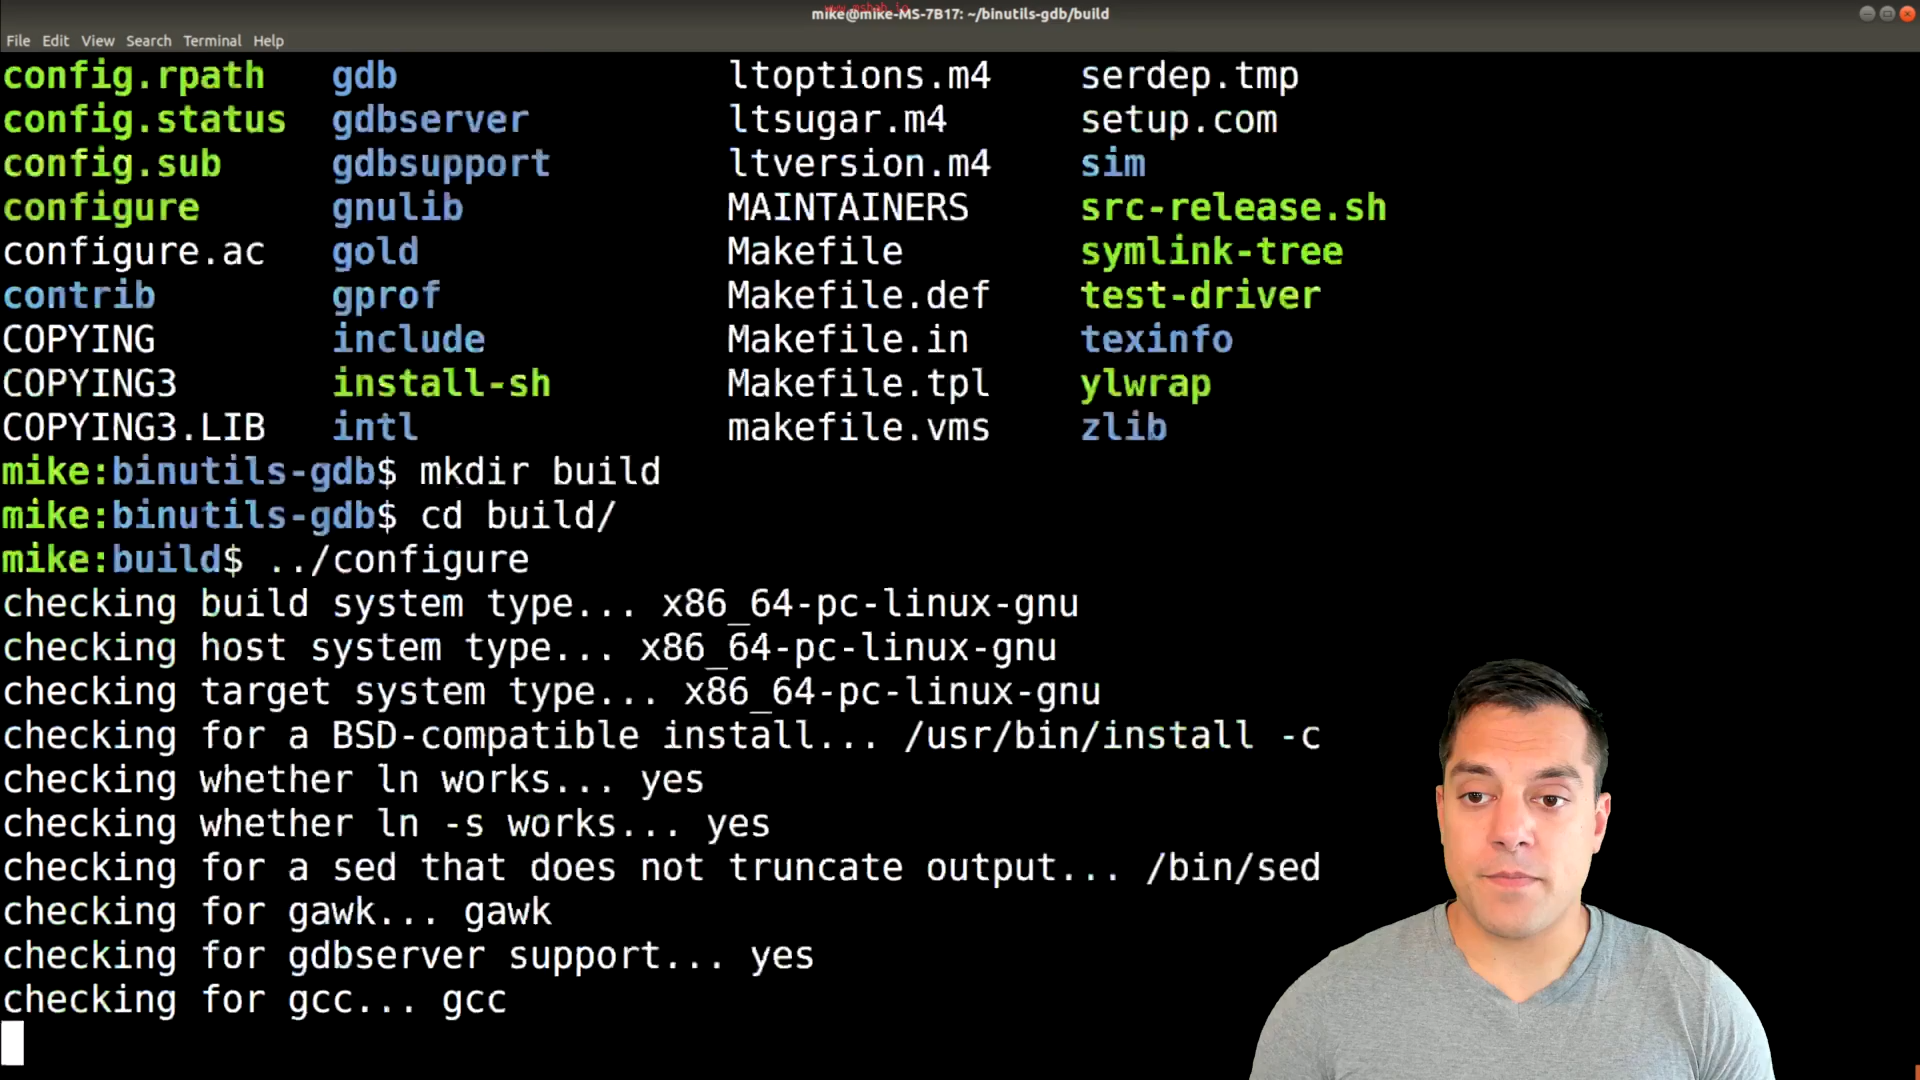 www.mshah.io
mike@mike-MS-7B17: ~/binutils-gdb/build
File Edit View Search Terminal Help
config.rpath gdb ltoptions.m4 serdep.tmp
config.status gdbserver ltsugar.m4 setup.com
config.sub gdbsupport ltversion.m4 sim
configure gnulib MAINTAINERS src-release.sh
configure.ac gold Makefile symlink-tree
contrib gprof Makefile.def test-driver
COPYING include Makefile.in texinfo
COPYING3 install-sh Makefile.tpl ylwrap
COPYING3.LIB intl makefile.vms zlib
mike:binutils-gdb$ mkdir build
mike:binutils-gdb$ cd build/
mike:build$ ../configure
checking build system type... x86_64-pc-linux-gnu
checking host system type... x86_64-pc-linux-gnu
checking target system type... x86_64-pc-linux-gnu
checking for a BSD-compatible install... /usr/bin/install -c
checking whether ln works... yes
checking whether ln -s works... yes
checking for a sed that does not truncate output... /bin/sed
checking for gawk... gawk
checking for gdbserver support... yes
checking for gcc... gcc